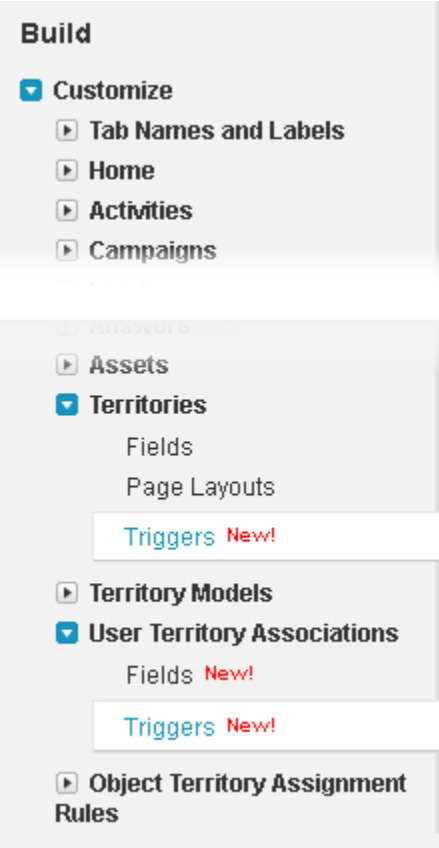 Build
Customize
Tab Names and Labels
Home
Activities
Campaigns
Answers
Assets
Territories
Fields
Page Layouts
Triggers New!
Territory Models
User Territory Associations
Fields New!
Triggers New!
Object Territory Assignment
Rules